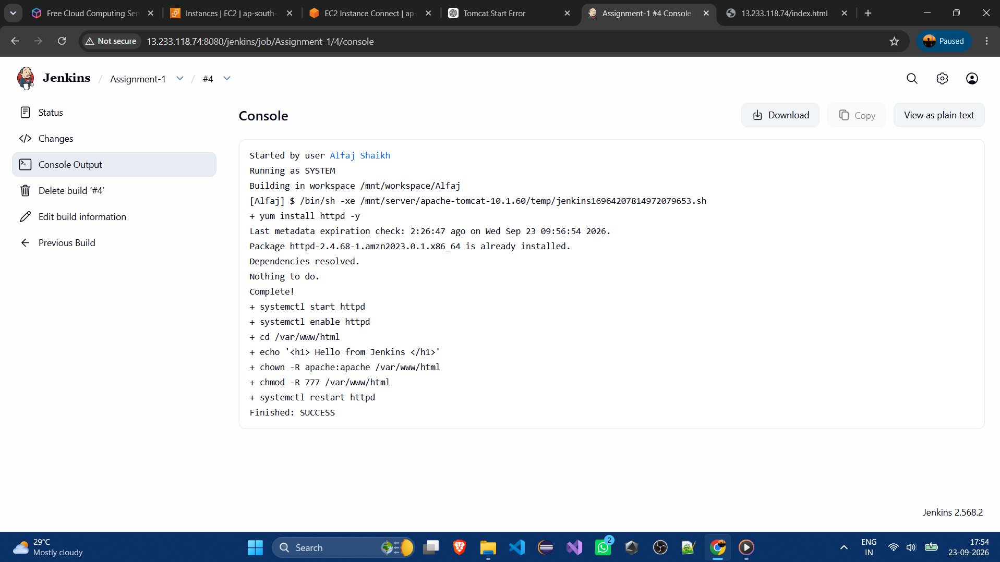 Free Cloud Computing Ser
Instances | EC2 | ap-south-
EC2 Instance Connect | ap-
Tomcat Start Error
Assignment-1 #4 Console -
13.233.118.74/index.html
Not secure
13.233.118.74:8080/jenkins/job/Assignment-1/4/console
Paused
Jenkins / Assignment-1 / #4
Status
Changes
Console Output
Delete build ‘#4’
Edit build information
Previous Build
Console
Download
Copy
View as plain text
Started by user Alfaj Shaikh
Running as SYSTEM
Building in workspace /mnt/workspace/Alfaj
[Alfaj] $ /bin/sh -xe /mnt/server/apache-tomcat-10.1.60/temp/jenkins16964207814972079653.sh
+ yum install httpd -y
Last metadata expiration check: 2:26:47 ago on Wed Sep 23 09:56:54 2026.
Package httpd-2.4.68-1.amzn2023.0.1.x86_64 is already installed.
Dependencies resolved.
Nothing to do.
Complete!
+ systemctl start httpd
+ systemctl enable httpd
+ cd /var/www/html
+ echo '<h1> Hello from Jenkins </h1>'
+ chown -R apache:apache /var/www/html
+ chmod -R 777 /var/www/html
+ systemctl restart httpd
Finished: SUCCESS
Jenkins 2.568.2
29°C
Mostly cloudy
Search
2
ENG
IN
17:54
23-09-2026